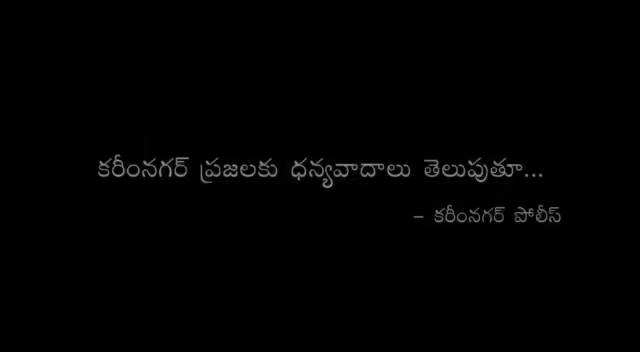 కరీంనగర్ ప్రజలకు ధన్యవాదాలు తెలుపుతూ...
– కరీంనగర్ పోలీస్